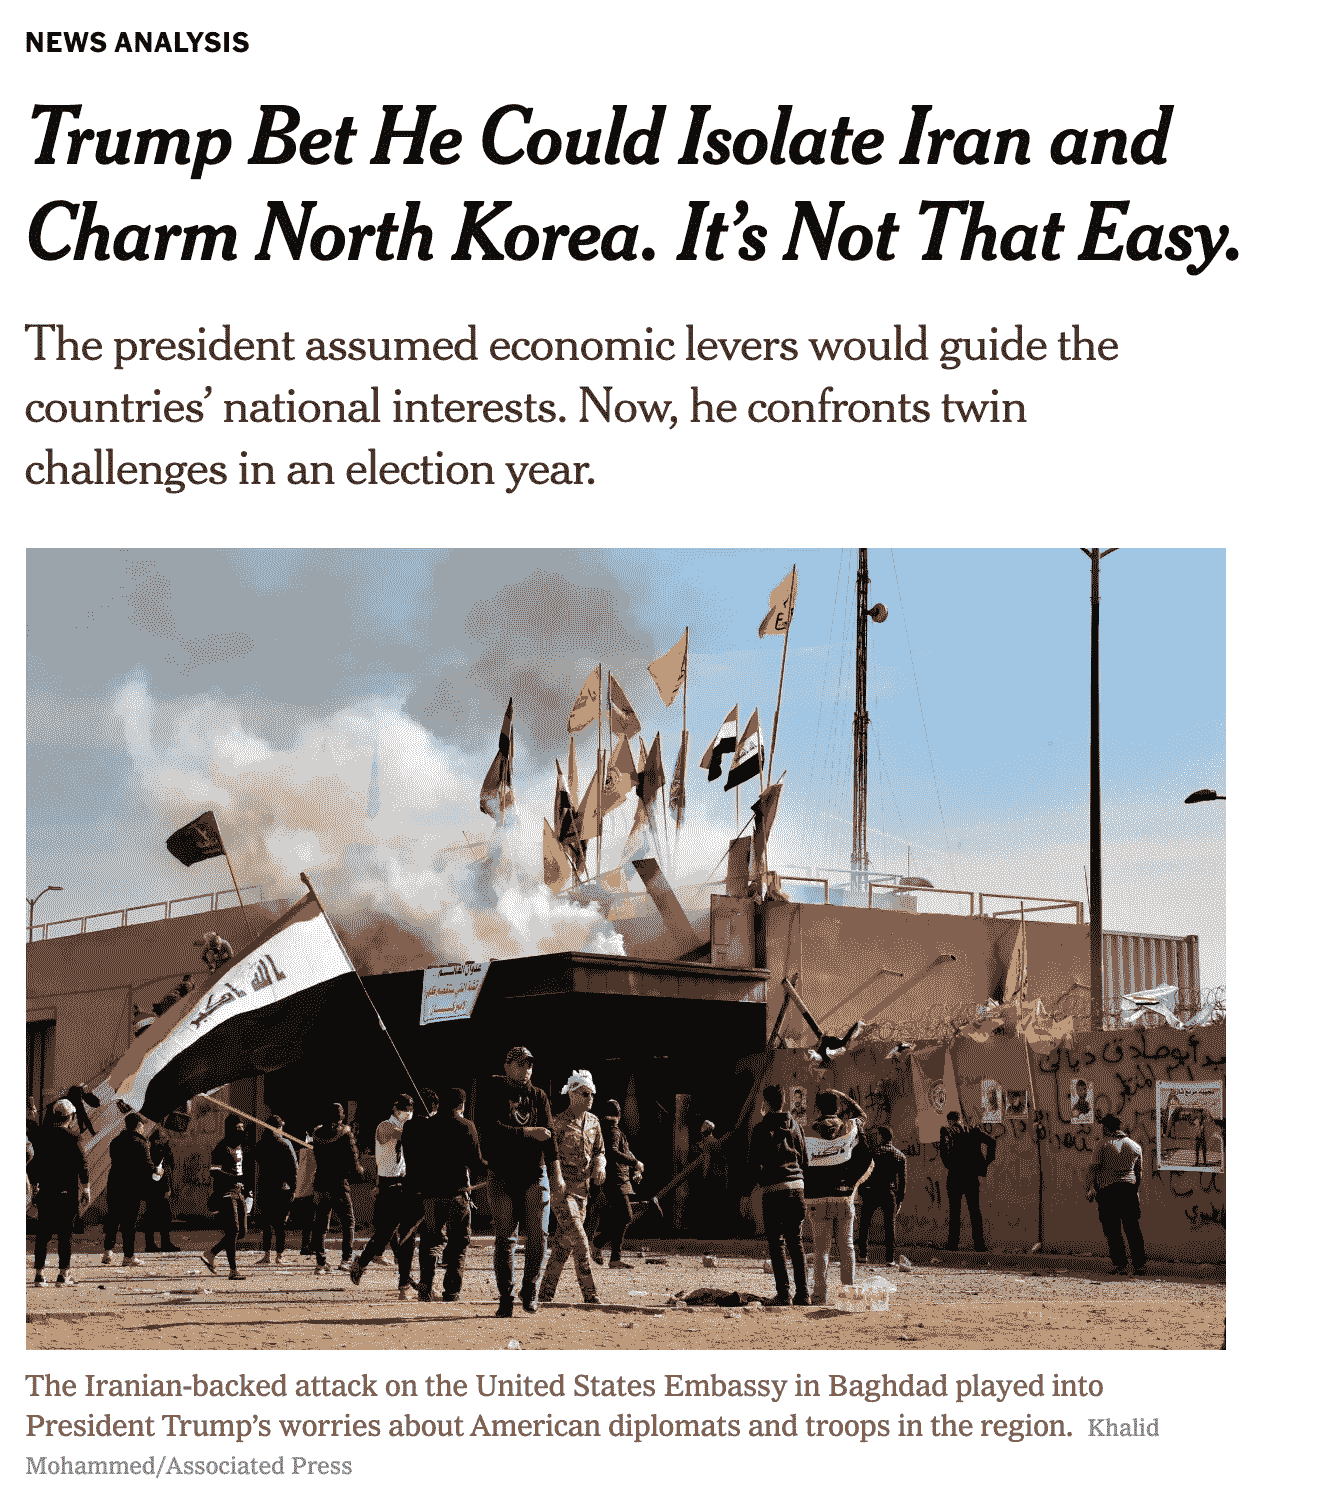 NEWS ANALYSIS
Trump Bet He Could Isolate Iran and
Charm North Korea. It’s Not That Easy.
The president assumed economic levers would guide the
countries’ national interests. Now, he confronts twin
challenges in an election year.
الله اكبر
The Iranian-backed attack on the United States Embassy in Baghdad played into
President Trump’s worries about American diplomats and troops in the region. Khalid
Mohammed/Associated Press